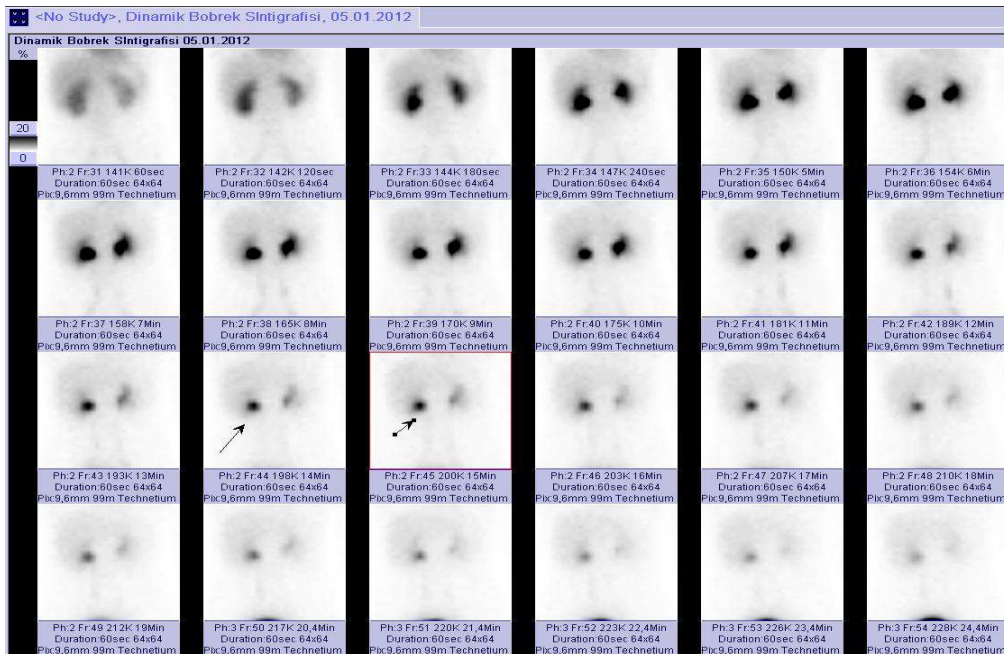 <No Study>, Dinamik Bobrek SIntigrafisi, 05.01.2012
Dinamik Bobrek SIntigrafisi 05.01.2012
%
20
0
Ph:2 Fr:31 141K 60sec
Duration:60sec 64x64
Pix:9,6mm 99m Technetium
Ph:2 Fr:32 142K 120sec
Duration:60sec 64x64
Pix:9,6mm 99m Technetium
Ph:2 Fr:33 144K 180sec
Duration:60sec 64x64
Pix:9,6mm 99m Technetium
Ph:2 Fr:34 147K 240sec
Duration:60sec 64x64
Pix:9,6mm 99m Technetium
Ph:2 Fr:35 150K 5Min
Duration:60sec 64x64
Pix:9,6mm 99m Technetium
Ph:2 Fr:36 154K 6Min
Duration:60sec 64x64
Pix:9,6mm 99m Technetium
Ph:2 Fr:37 158K 7Min
Duration:60sec 64x64
Pix:9,6mm 99m Technetium
Ph:2 Fr:38 165K 8Min
Duration:60sec 64x64
Pix:9,6mm 99m Technetium
Ph:2 Fr:39 170K 9Min
Duration:60sec 64x64
Pix:9,6mm 99m Technetium
Ph:2 Fr:40 175K 10Min
Duration:60sec 64x64
Pix:9,6mm 99m Technetium
Ph:2 Fr:41 181K 11Min
Duration:60sec 64x64
Pix:9,6mm 99m Technetium
Ph:2 Fr:42 189K 12Min
Duration:60sec 64x64
Pix:9,6mm 99m Technetium
Ph:2 Fr:43 193K 13Min
Duration:60sec 64x64
Pix:9,6mm 99m Technetium
Ph:2 Fr:44 198K 14Min
Duration:60sec 64x64
Pix:9,6mm 99m Technetium
Ph:2 Fr:45 200K 15Min
Duration:60sec 64x64
Pix:9,6mm 99m Technetium
Ph:2 Fr:46 203K 16Min
Duration:60sec 64x64
Pix:9,6mm 99m Technetium
Ph:2 Fr:47 207K 17Min
Duration:60sec 64x64
Pix:9,6mm 99m Technetium
Ph:2 Fr:48 210K 18Min
Duration:60sec 64x64
Pix:9,6mm 99m Technetium
Ph:2 Fr:49 212K 19Min
Duration:60sec 64x64
Pix:9,6mm 99m Technetium
Ph:3 Fr:50 217K 20,4Min
Duration:60sec 64x64
Pix:9,6mm 99m Technetium
Ph:3 Fr:51 220K 21,4Min
Duration:60sec 64x64
Pix:9,6mm 99m Technetium
Ph:3 Fr:52 223K 22,4Min
Duration:60sec 64x64
Pix:9,6mm 99m Technetium
Ph:3 Fr:53 226K 23,4Min
Duration:60sec 64x64
Pix:9,6mm 99m Technetium
Ph:3 Fr:54 228K 24,4Min
Duration:60sec 64x64
Pix:9,6mm 99m Technetium